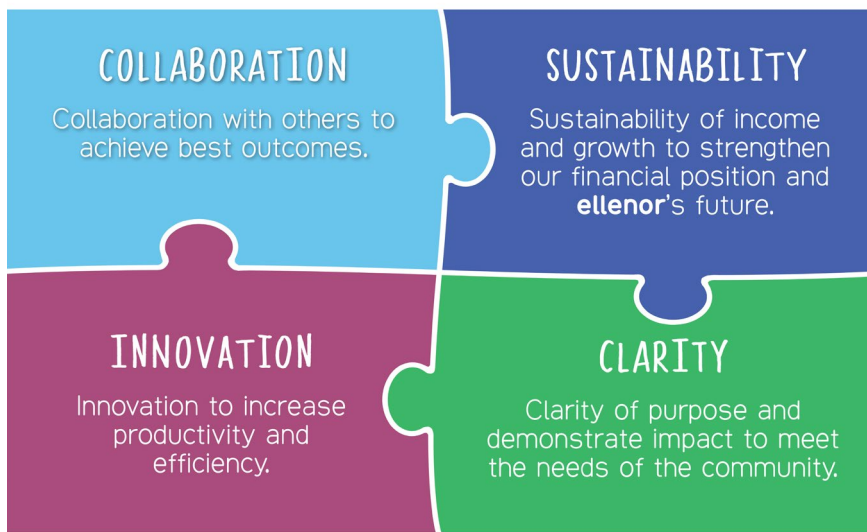 COLLABORATION
Collaboration with others to
achieve best outcomes.
SUSTAINABILITY
Sustainability of income
and growth to strengthen
our financial position and
ellenor's future.
INNOVATION
Innovation to increase
productivity and
efficiency.
CLARITY
Clarity of purpose and
demonstrate impact to meet
the needs of the community.